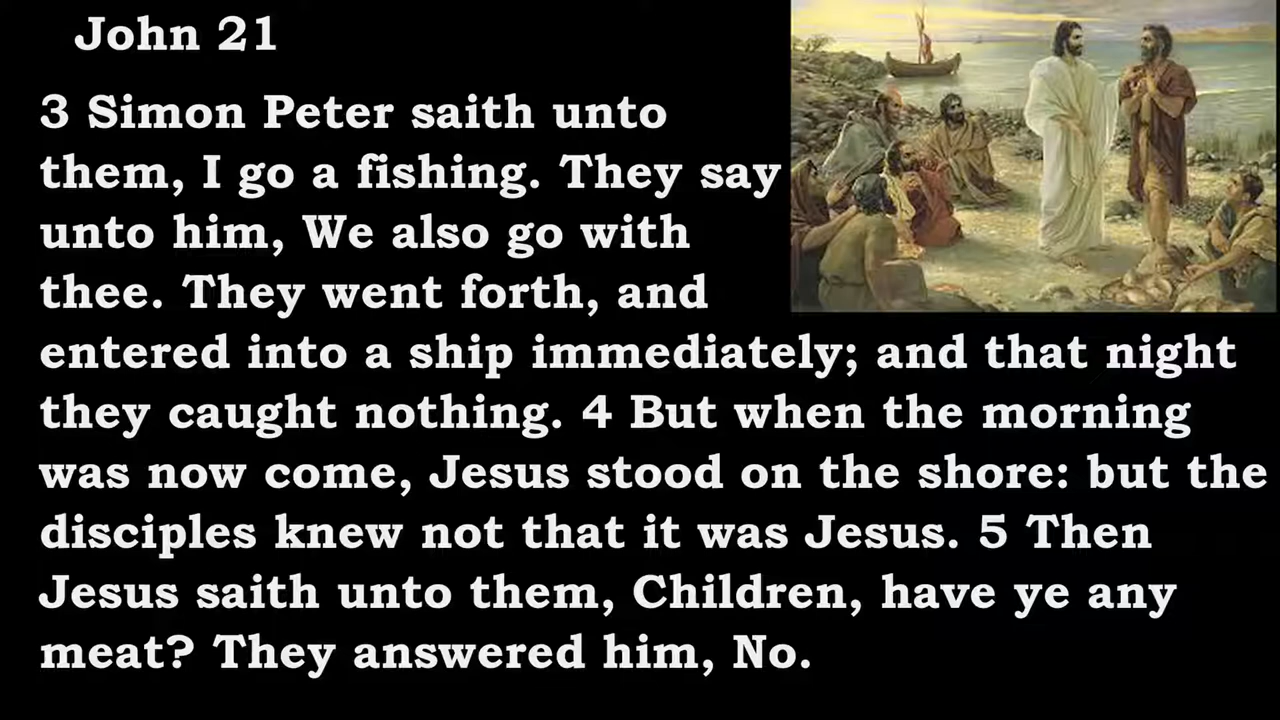 John 21
3 Simon Peter saith unto
them, I go a fishing. They say
unto him, We also go with
thee. They went forth, and
entered into a ship immediately; and that night
they caught nothing. 4 But when the morning
was now come, Jesus stood on the shore: but the
disciples knew not that it was Jesus. 5 Then
Jesus saith unto them, Children, have ye any
meat? They answered him, No.